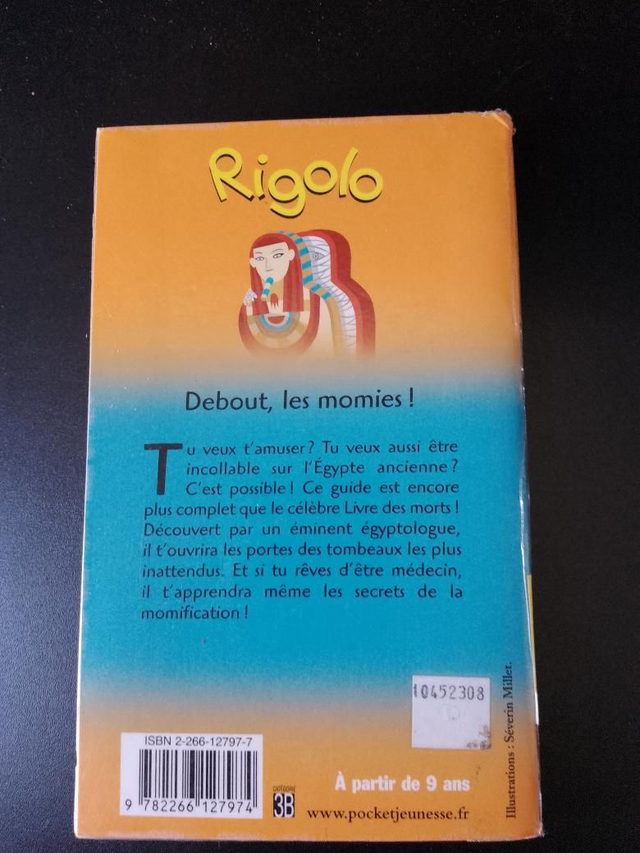 Rigolo
Debout, les momies !
Tu veux t'amuser ? Tu veux aussi être
incollable sur l'Égypte ancienne ?
C'est possible ! Ce guide est encore
plus complet que le célèbre Livre des morts !
Découvert par un éminent égyptologue,
il t'ouvrira les portes des tombeaux les plus
inattendus. Et si tu rêves d'être médecin,
il t'apprendra même les secrets de la
momification !
10452308
Illustrations : Séverin Millet.
ISBN 2-266-12797-7
9 782266 127974
CATÉGORIE
3B
À partir de 9 ans
www.pocketjeunesse.fr